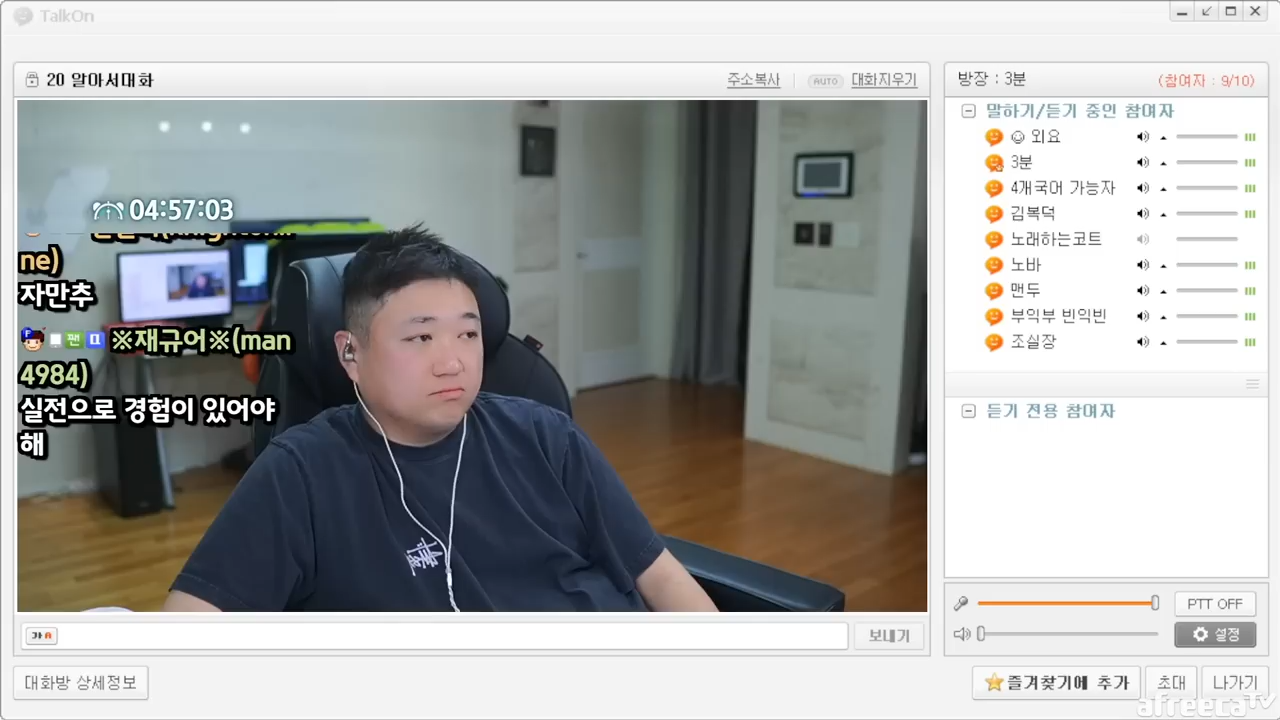 TalkOn
20 알아서대화
주소복사
AUTO
대화지우기
방장 : 3분
(참여자 : 9/10)
말하기/듣기 중인 참여자
외요
3분
4개국어 가능자
김복덕
노래하는코트
노바
맨두
부익부 빈익빈
조실장
듣기 전용 참여자
04:57:03
ne)
자만추
팬 ※재규어※(man
4984)
실전으로 경험이 있어야
해
가
보내기
PTT OFF
설정
대화방 상세정보
즐겨찾기에 추가
초대
나가기
afreecaTV